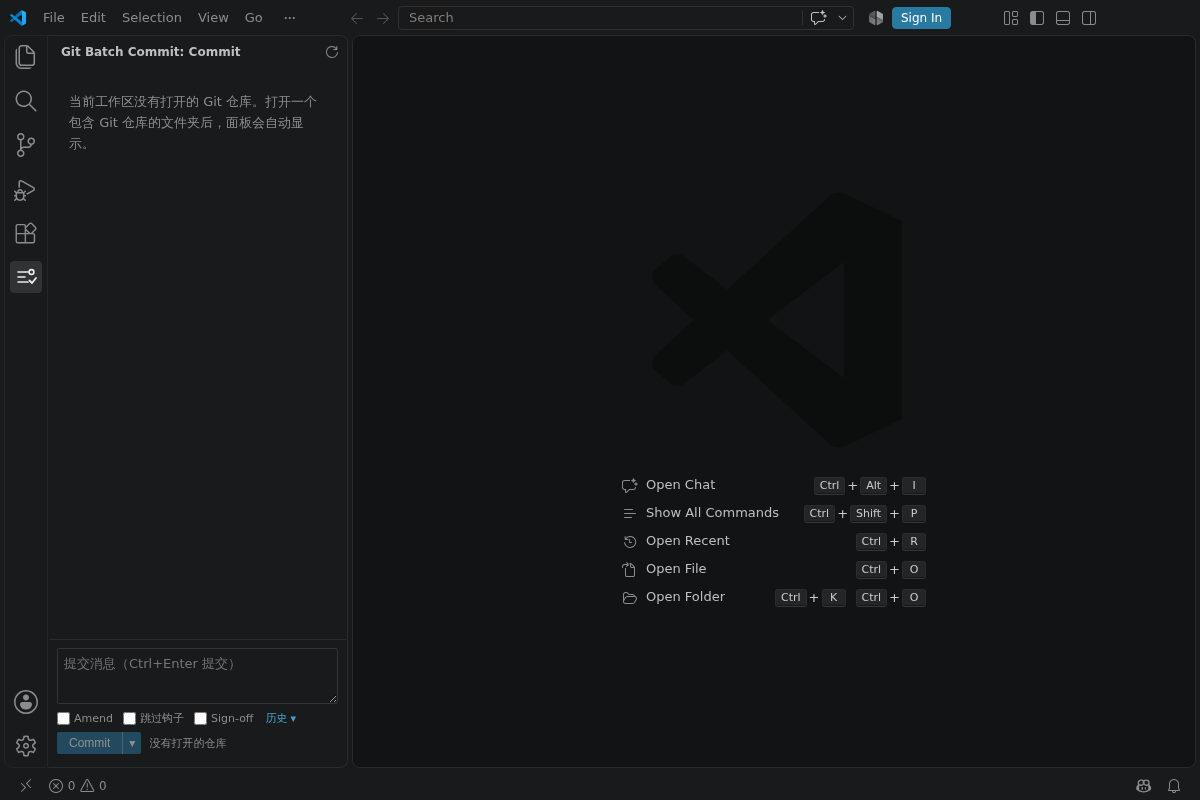 File Edit Selection View Go ...
Search
Sign In
Git Batch Commit: Commit
当前工作区没有打开的 Git 仓库。打开一个
包含 Git 仓库的文件夹后，面板会自动显
示。
Open Chat Ctrl + Alt + I
Show All Commands Ctrl + Shift + P
Open Recent Ctrl + R
Open File Ctrl + O
Open Folder Ctrl + K Ctrl + O
提交消息（Ctrl+Enter 提交）
Amend 跳过钩子 Sign-off 历史 ▾
Commit ▾ 没有打开的仓库
0 0